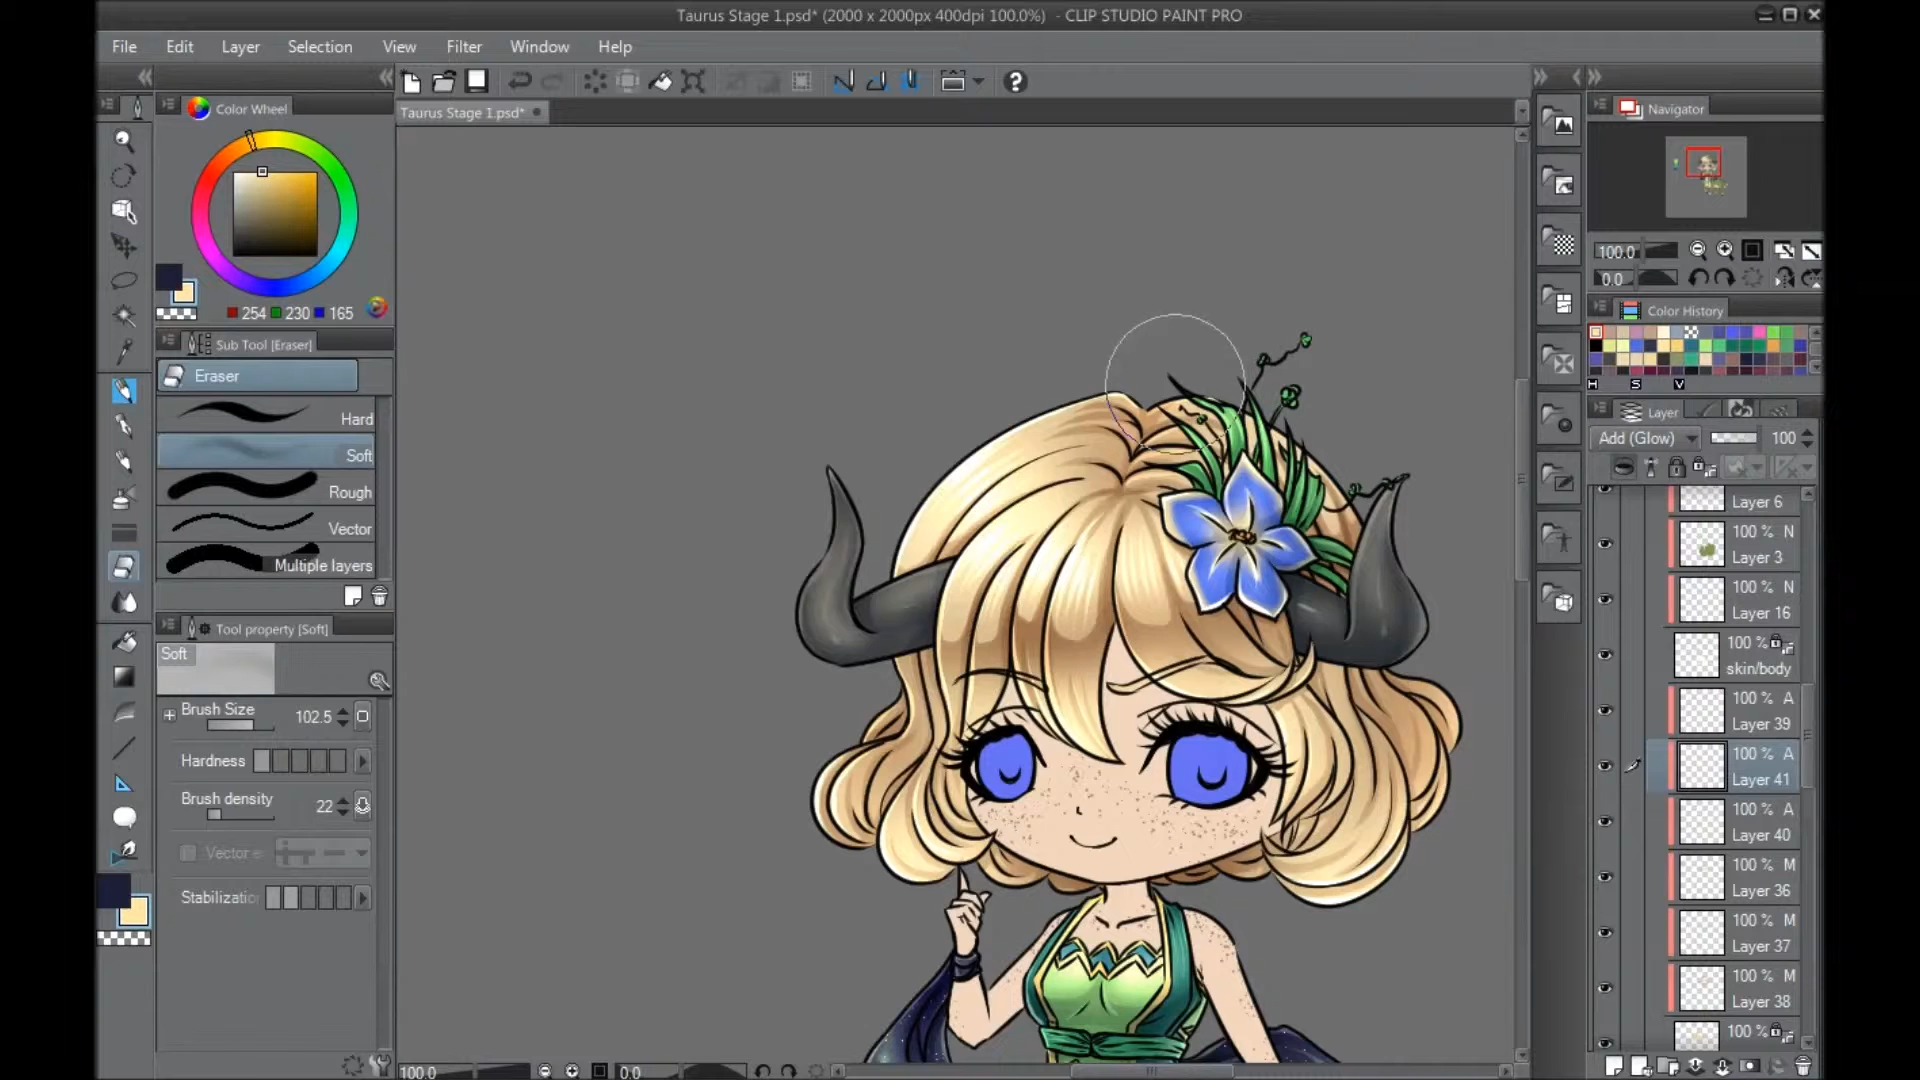 Taurus Stage 1.psd* (2000 x 2000px 400dpi 100.0%) - CLIP STUDIO PAINT PRO
File Edit Layer Selection View Filter Window Help
Color Wheel
Taurus Stage 1.psd*
Navigator
254 230 165
Sub Tool [Eraser]
Eraser
Hard
Soft
Rough
Vector
Multiple layers
Tool property [Soft]
Soft
Brush Size 102.5
Hardness
Brush density 22
Vector e
Stabilizatio
100.0 0.0
100.0
0.0
Color History
H S V
Layer
Add (Glow) 100
Layer 6
100 % N
Layer 3
100 % N
Layer 16
100 %
skin/body
100 % A
Layer 39
100 % A
Layer 41
100 % A
Layer 40
100 % M
Layer 36
100 % M
Layer 37
100 % M
Layer 38
100 %